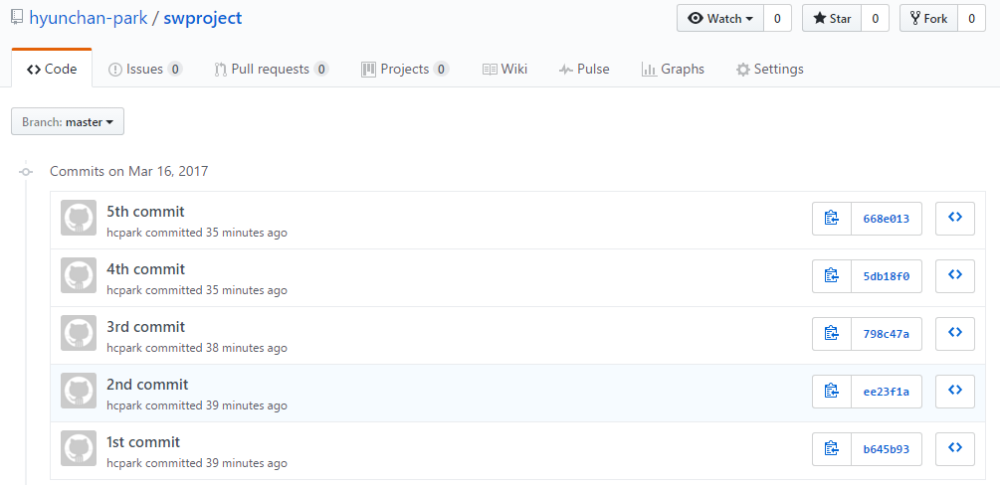 hyunchan-park / swproject
Watch 0 Star 0 Fork 0
Code Issues 0 Pull requests 0 Projects 0 Wiki Pulse Graphs Settings
Branch: master
Commits on Mar 16, 2017
5th commit
hcpark committed 35 minutes ago
668e013
4th commit
hcpark committed 35 minutes ago
5db18f0
3rd commit
hcpark committed 38 minutes ago
798c47a
2nd commit
hcpark committed 39 minutes ago
ee23f1a
1st commit
hcpark committed 39 minutes ago
b645b93